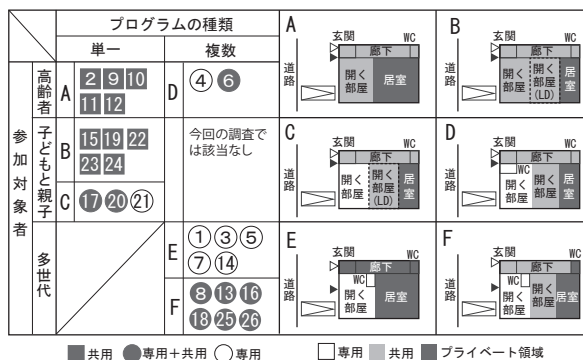 プログラムの種類
単一
複数
参加対象者
高齢者
A
2 9 10
11 12
D
④ 6
子どもと親子
B
15 19 22
23 24
今回の調査で
は該当なし
C
17 20 ㉑
多世代
E
① ③ ⑤
⑦ ⑭
F
8 13 16
18 25 26
A
玄関
WC
廊下
道路
開く
部屋
居室
B
玄関
WC
廊下
道路
開く
部屋
開く
部屋
(LD)
居室
C
玄関
WC
廊下
道路
開く
部屋
開く
部屋
(LD)
居室
D
玄関
WC
廊下
道路
WC
開く
部屋
開く
部屋
居室
E
玄関
WC
廊下
道路
WC
開く
部屋
居室
F
玄関
WC
廊下
道路
WC
開く
部屋
開く
部屋
居室
共用 専用+共用 専用
専用 共用 プライベート領域